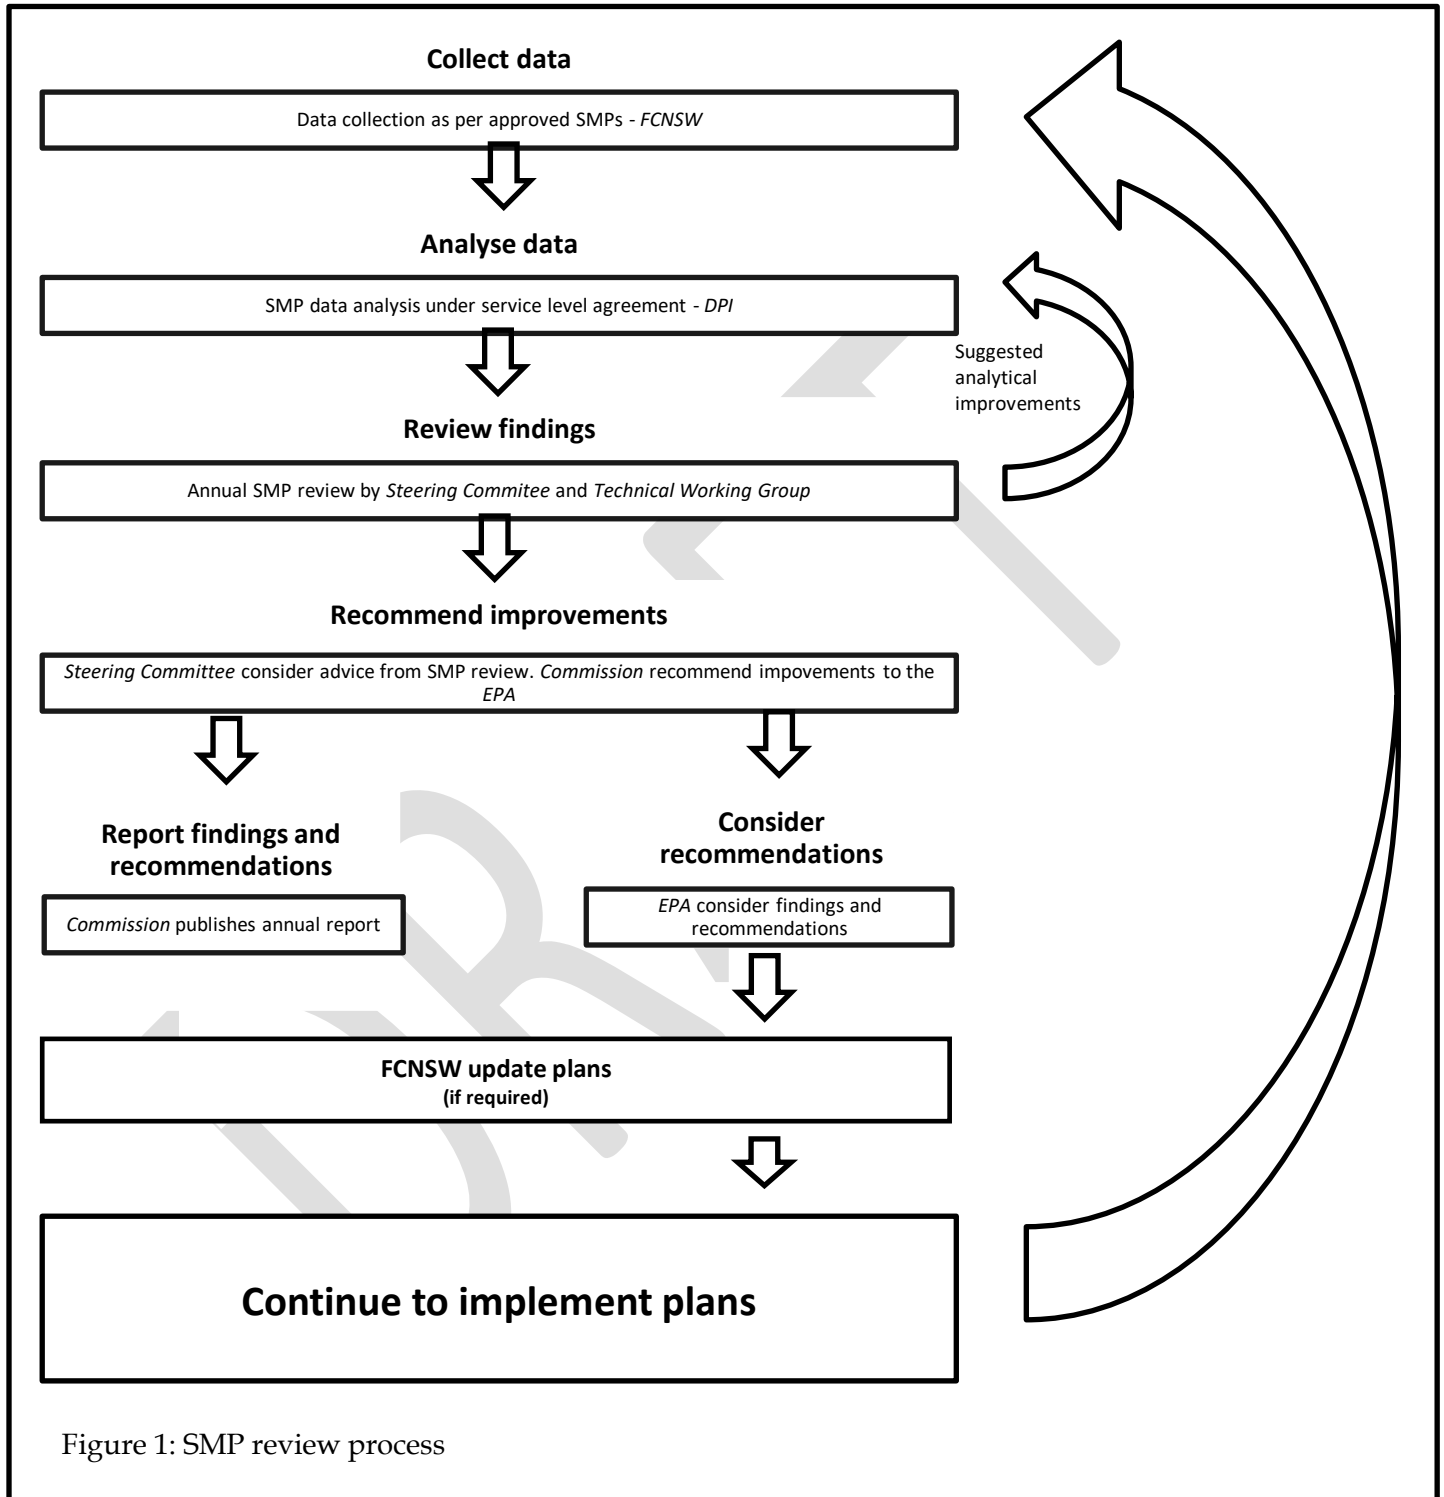 Collect data
Data collection as per approved SMPs - FCNSW
Analyse data
SMP data analysis under service level agreement - DPI
Suggested
analytical
improvements
Review findings
Annual SMP review by Steering Commitee and Technical Working Group
Recommend improvements
Steering Committee consider advice from SMP review. Commission recommend impovements to the
EPA
Report findings and
recommendations
Commission publishes annual report
Consider
recommendations
EPA consider findings and
recommendations
FCNSW update plans
(if required)
Continue to implement plans
Figure 1: SMP review process